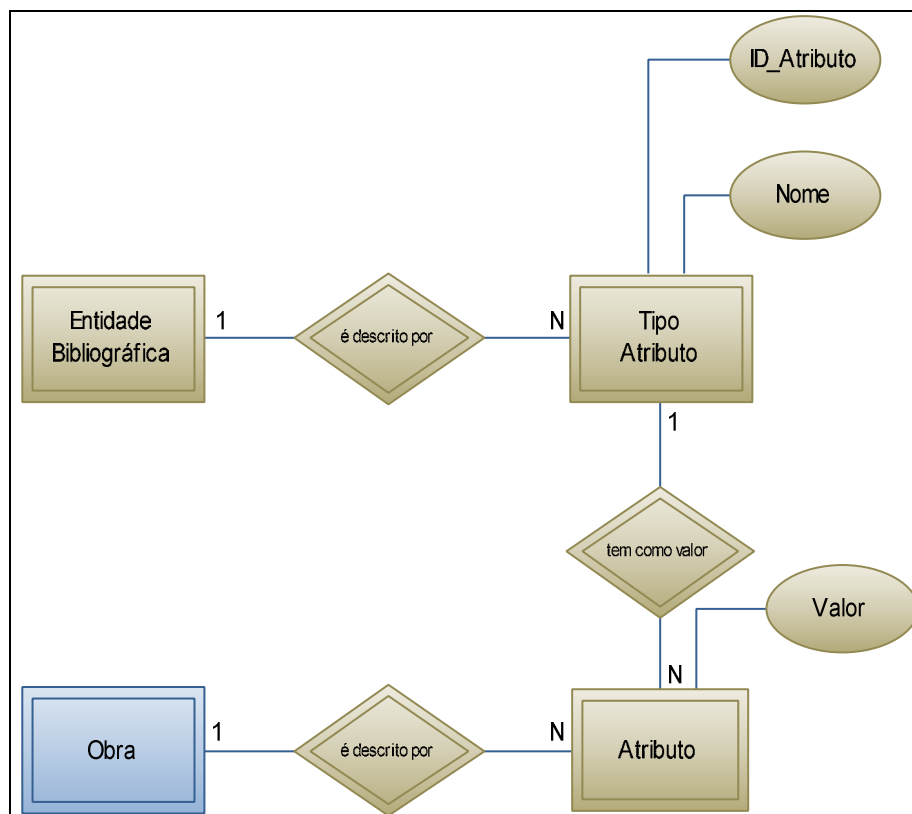 ID_Atributo
Nome
Entidade
Bibliográfica
1
é descrito por
N
Tipo
Atributo
1
tem como valor
Valor
N
Obra
1
é descrito por
N
Atributo